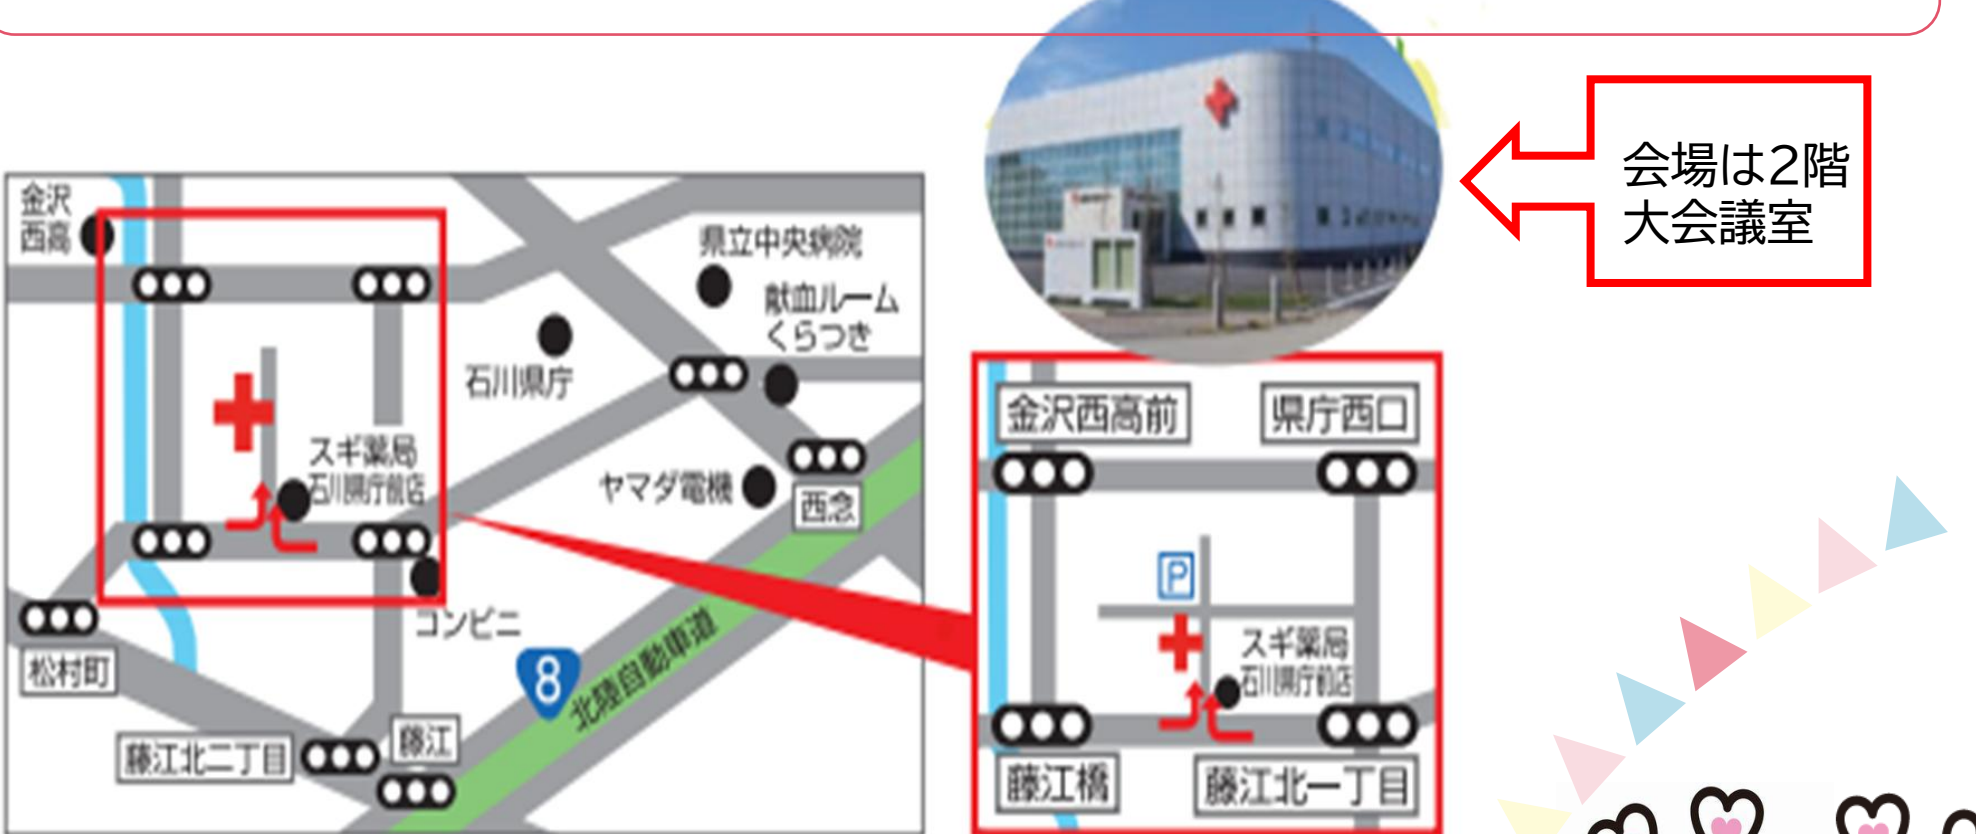 会場は2階
大会議室
金沢
西高
県立中央病院
献血ルーム
くらつき
石川県庁
スギ薬局
石川県庁前店
ヤマダ電機
西念
コンビニ
松村町
8
北陸自動車道
藤江北二丁目
藤江
金沢西高前
県庁西口
P
スギ薬局
石川県庁前店
藤江橋
藤江北一丁目